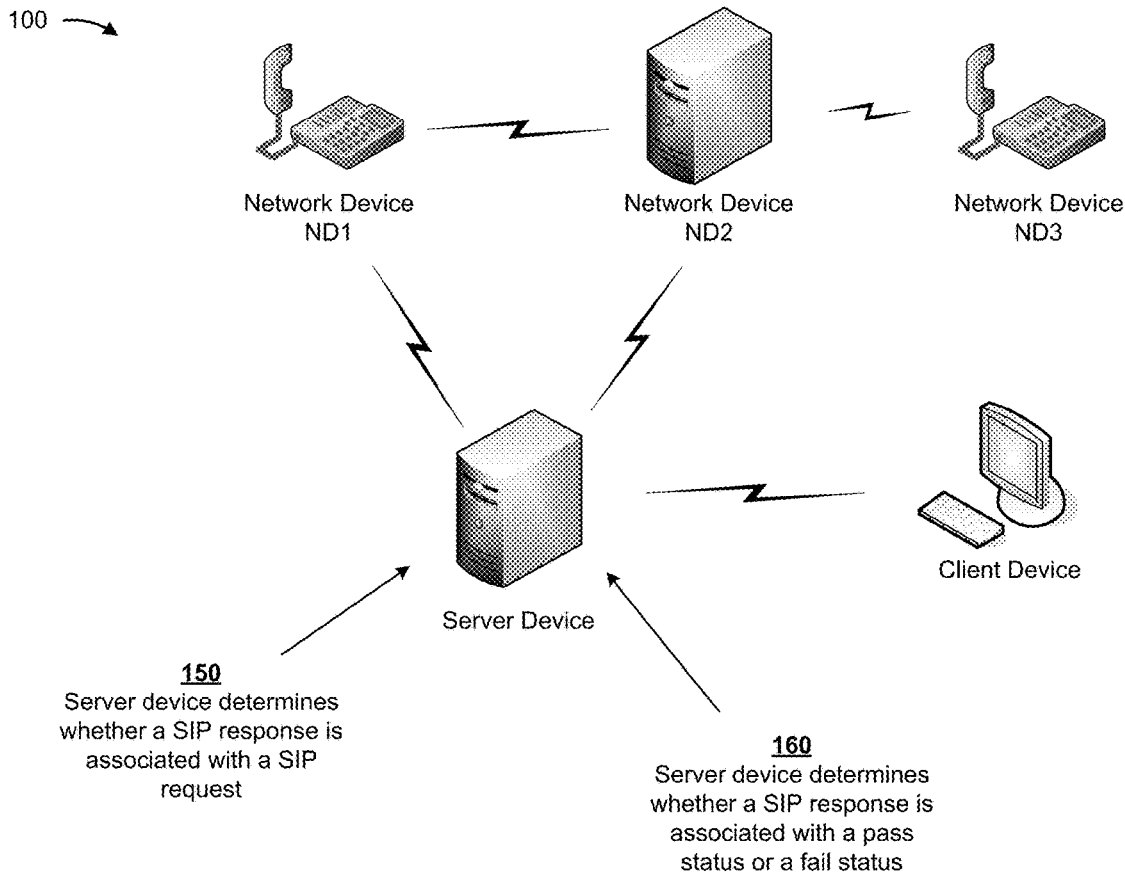 100
Network Device
ND1
Network Device
ND2
Network Device
ND3
Server Device
Client Device
150
Server device determines
whether a SIP response is
associated with a SIP
request
160
Server device determines
whether a SIP response is
associated with a pass
status or a fail status